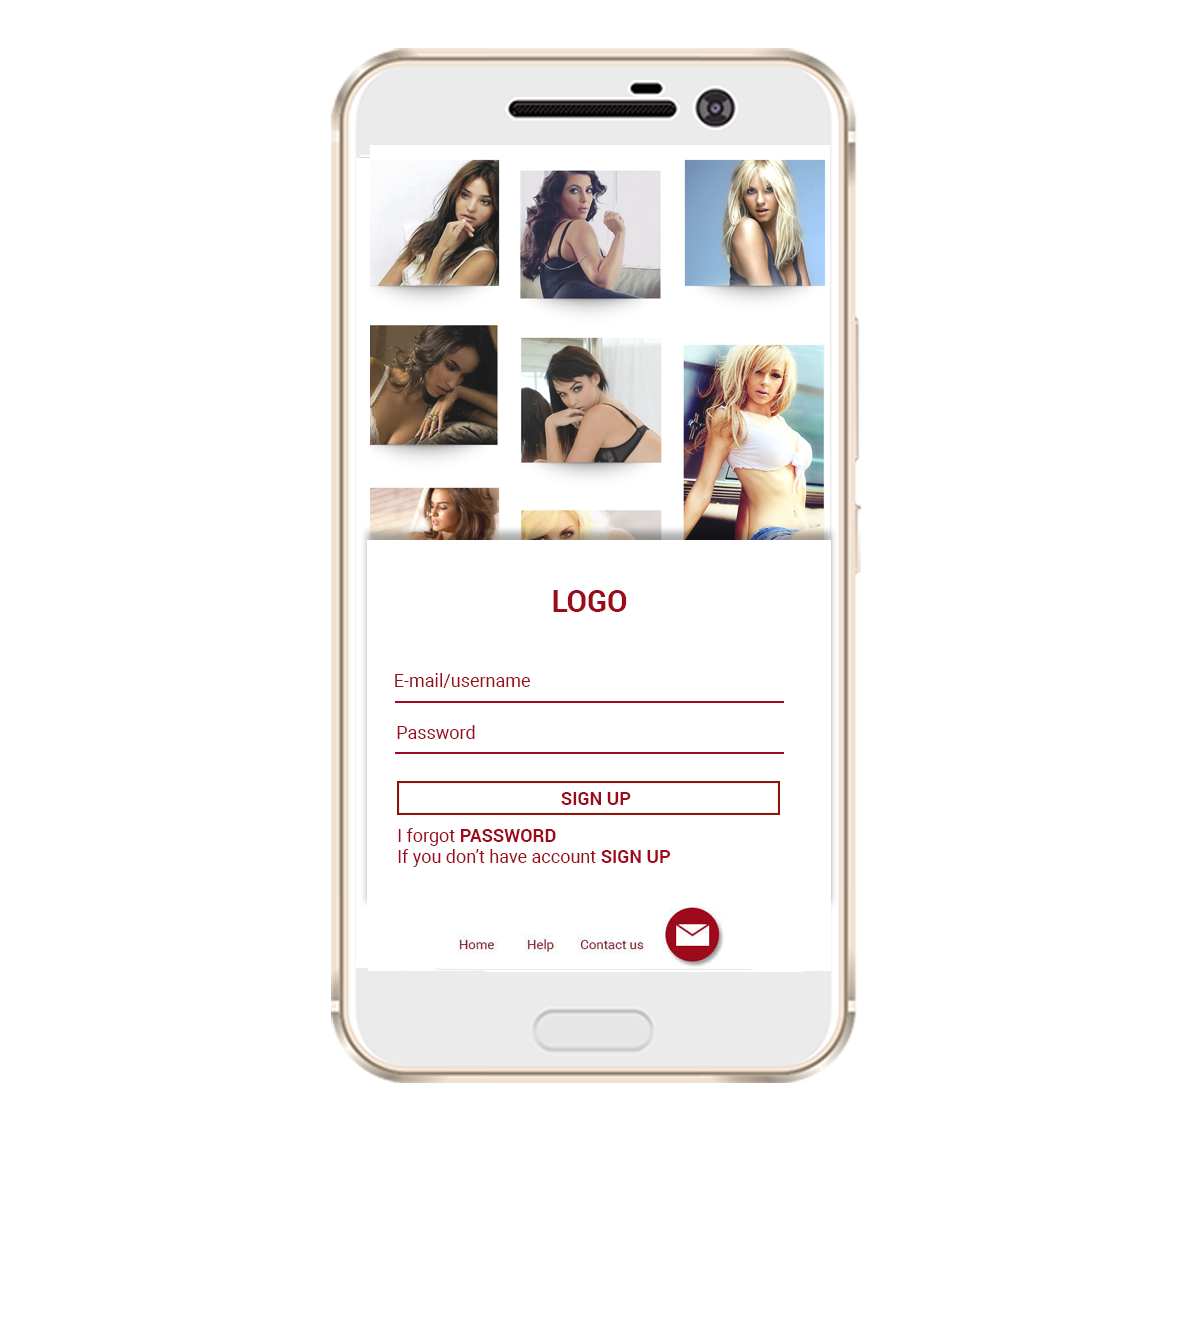 LOGO
E-mail/username
Password
SIGN UP
I forgot PASSWORD
If you don’t have account SIGN UP
Home Help Contact us